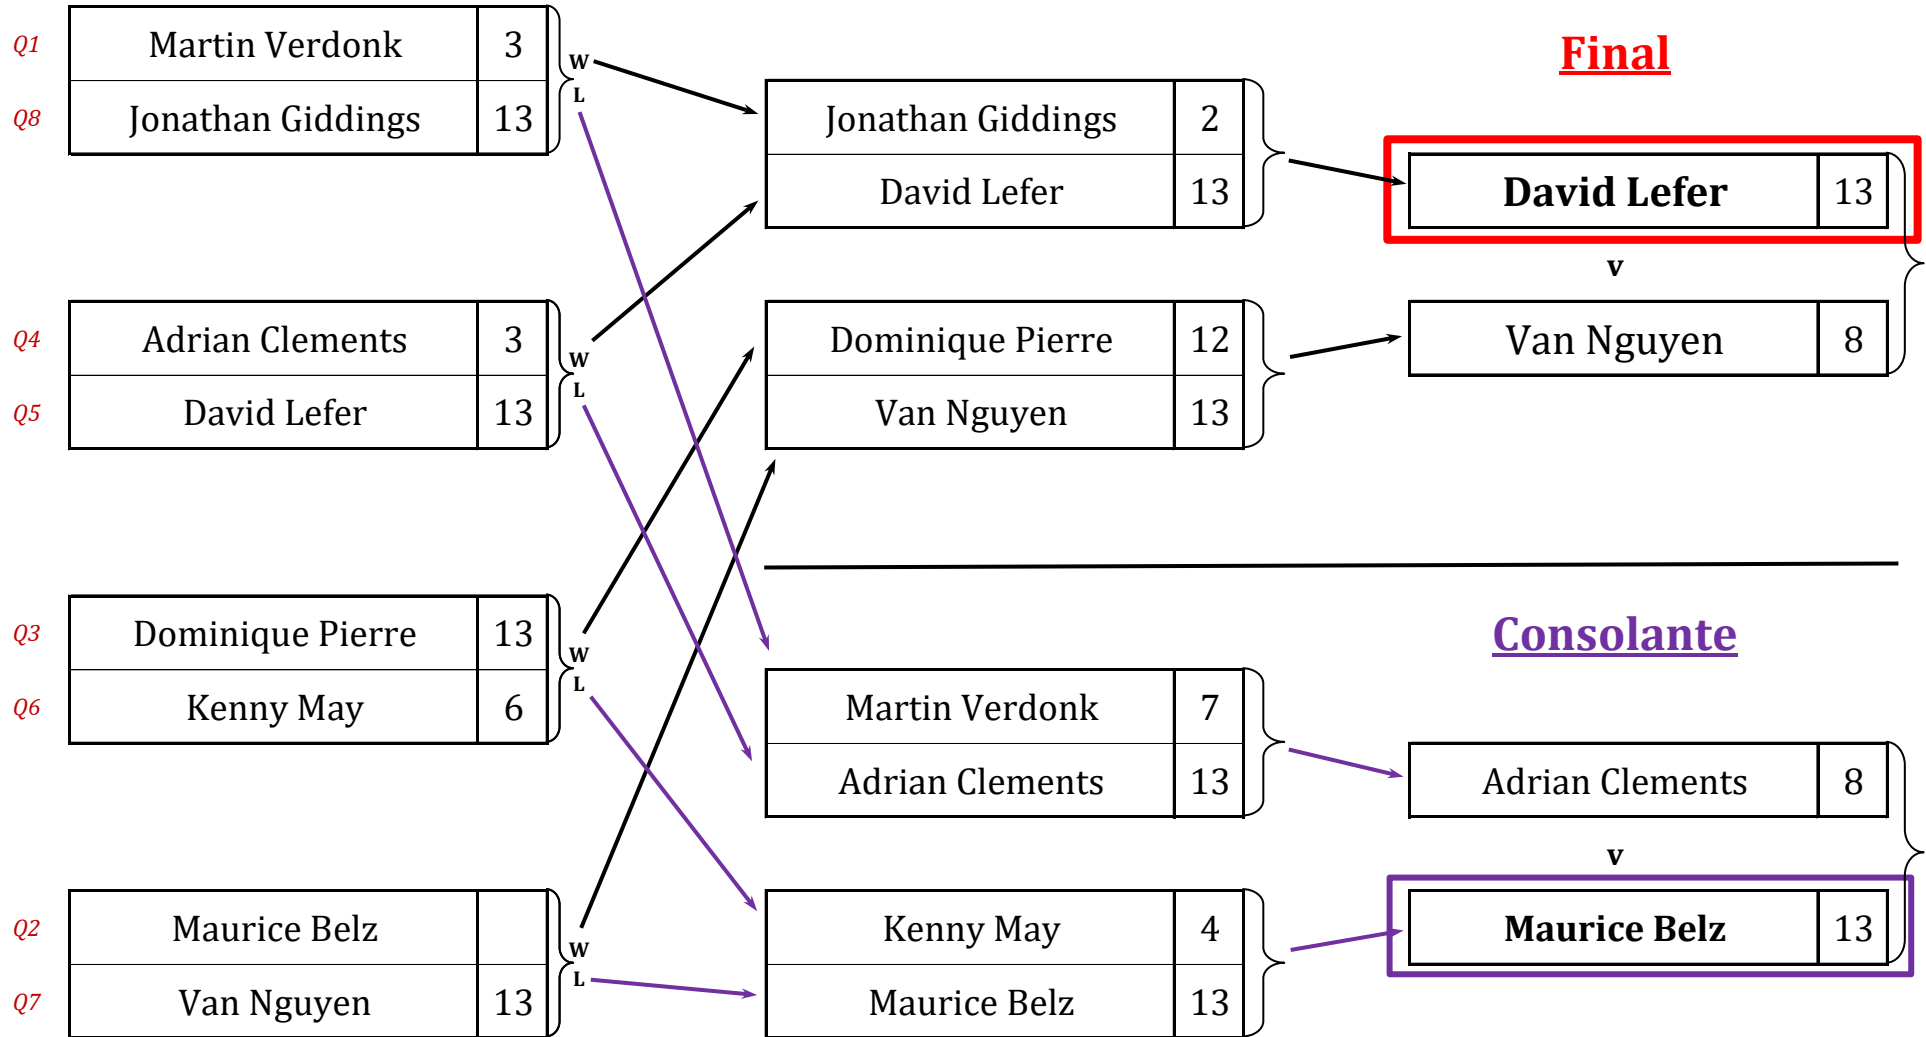 Q1 Martin Verdonk 3
Q8 Jonathan Giddings 13
W
L
Q4 Adrian Clements 3
Q5 David Lefer 13
W
L
Q3 Dominique Pierre 13
Q6 Kenny May 6
W
L
Q2 Maurice Belz
Q7 Van Nguyen 13
W
L
Jonathan Giddings 2
David Lefer 13
Dominique Pierre 12
Van Nguyen 13
Final
David Lefer 13
v
Van Nguyen 8
Martin Verdonk 7
Adrian Clements 13
Kenny May 4
Maurice Belz 13
Consolante
Adrian Clements 8
v
Maurice Belz 13